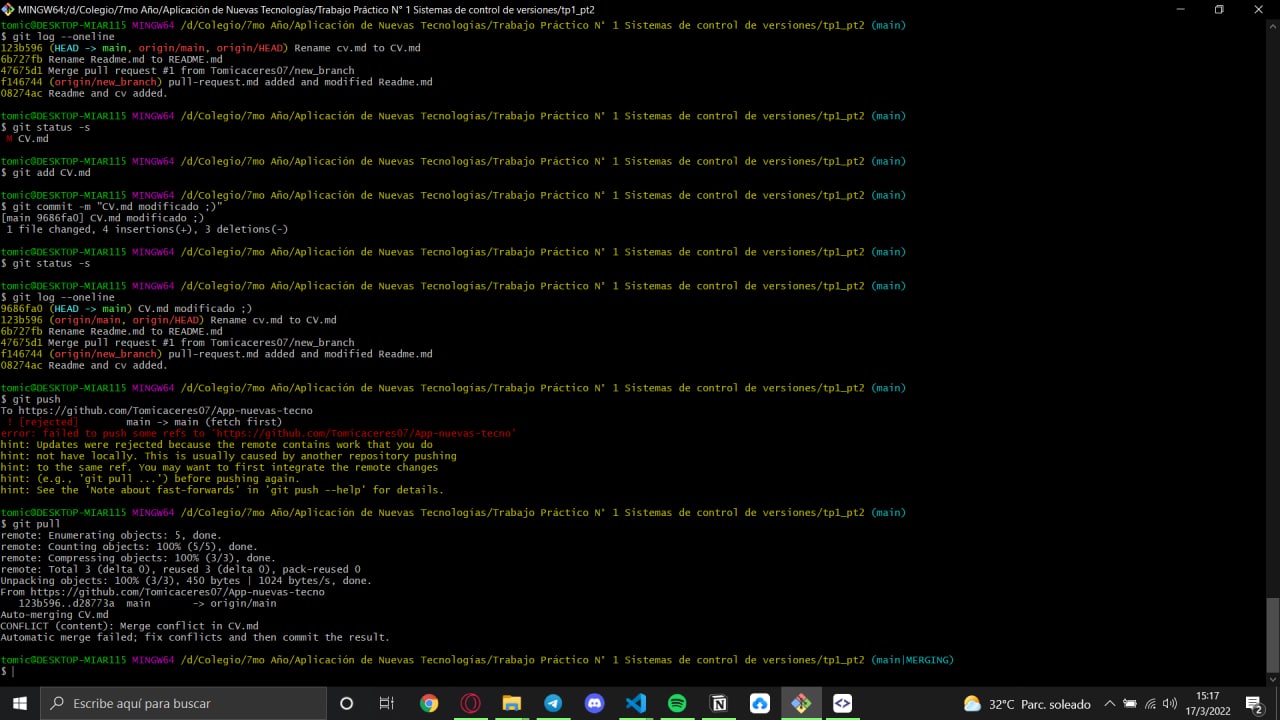 MINGW64:/d/Colegio/7mo Año/Aplicación de Nuevas Tecnologías/Trabajo Práctico N° 1 Sistemas de control de versiones/tp1_pt2
tomic@DESKTOP-MIAR115 MINGW64 /d/Colegio/7mo Año/Aplicación de Nuevas Tecnologías/Trabajo Práctico N° 1 Sistemas de control de versiones/tp1_pt2 (main)
$ git log --oneline
123b596 (HEAD -> main, origin/main, origin/HEAD) Rename cv.md to CV.md
6b727fb Rename Readme.md to README.md
47675d1 Merge pull request #1 from Tomicaceres07/new_branch
f146744 (origin/new_branch) pull-request.md added and modified Readme.md
08274ac Readme and cv added.
tomic@DESKTOP-MIAR115 MINGW64 /d/Colegio/7mo Año/Aplicación de Nuevas Tecnologías/Trabajo Práctico N° 1 Sistemas de control de versiones/tp1_pt2 (main)
$ git status -s
M CV.md
tomic@DESKTOP-MIAR115 MINGW64 /d/Colegio/7mo Año/Aplicación de Nuevas Tecnologías/Trabajo Práctico N° 1 Sistemas de control de versiones/tp1_pt2 (main)
$ git add CV.md
tomic@DESKTOP-MIAR115 MINGW64 /d/Colegio/7mo Año/Aplicación de Nuevas Tecnologías/Trabajo Práctico N° 1 Sistemas de control de versiones/tp1_pt2 (main)
$ git commit -m "CV.md modificado ;)"
[main 9686fa0] CV.md modificado ;)
1 file changed, 4 insertions(+), 3 deletions(-)
tomic@DESKTOP-MIAR115 MINGW64 /d/Colegio/7mo Año/Aplicación de Nuevas Tecnologías/Trabajo Práctico N° 1 Sistemas de control de versiones/tp1_pt2 (main)
$ git status -s
tomic@DESKTOP-MIAR115 MINGW64 /d/Colegio/7mo Año/Aplicación de Nuevas Tecnologías/Trabajo Práctico N° 1 Sistemas de control de versiones/tp1_pt2 (main)
$ git log --oneline
9686fa0 (HEAD -> main) CV.md modificado ;)
123b596 (origin/main, origin/HEAD) Rename cv.md to CV.md
6b727fb Rename Readme.md to README.md
47675d1 Merge pull request #1 from Tomicaceres07/new_branch
f146744 (origin/new_branch) pull-request.md added and modified Readme.md
08274ac Readme and cv added.
tomic@DESKTOP-MIAR115 MINGW64 /d/Colegio/7mo Año/Aplicación de Nuevas Tecnologías/Trabajo Práctico N° 1 Sistemas de control de versiones/tp1_pt2 (main)
$ git push
To https://github.com/Tomicaceres07/App-nuevas-tecno
! [rejected] main -> main (fetch first)
error: failed to push some refs to 'https://github.com/Tomicaceres07/App-nuevas-tecno'
hint: Updates were rejected because the remote contains work that you do
hint: not have locally. This is usually caused by another repository pushing
hint: to the same ref. You may want to first integrate the remote changes
hint: (e.g., 'git pull ...') before pushing again.
hint: See the 'Note about fast-forwards' in 'git push --help' for details.
tomic@DESKTOP-MIAR115 MINGW64 /d/Colegio/7mo Año/Aplicación de Nuevas Tecnologías/Trabajo Práctico N° 1 Sistemas de control de versiones/tp1_pt2 (main)
$ git pull
remote: Enumerating objects: 5, done.
remote: Counting objects: 100% (5/5), done.
remote: Compressing objects: 100% (3/3), done.
remote: Total 3 (delta 0), reused 3 (delta 0), pack-reused 0
Unpacking objects: 100% (3/3), 450 bytes | 1024 bytes/s, done.
From https://github.com/Tomicaceres07/App-nuevas-tecno
123b596..d28773a main -> origin/main
Auto-merging CV.md
CONFLICT (content): Merge conflict in CV.md
Automatic merge failed; fix conflicts and then commit the result.
tomic@DESKTOP-MIAR115 MINGW64 /d/Colegio/7mo Año/Aplicación de Nuevas Tecnologías/Trabajo Práctico N° 1 Sistemas de control de versiones/tp1_pt2 (main|MERGING)
$
Escribe aquí para buscar
32°C Parc. soleado
15:17
17/3/2022
2